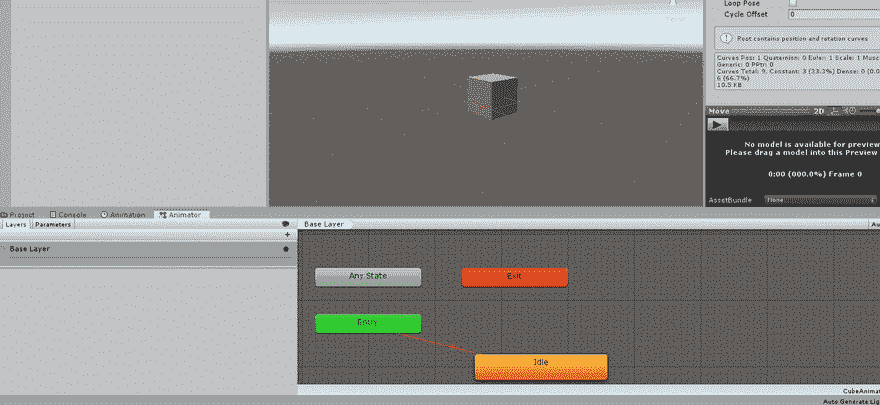 Loop Pose
Cycle Offset 0
Root contains position and rotation curves
Curves Pos: 1 Quaternion: 0 Euler: 1 Scale: 1 Musc
Generic: 0 PPtr: 0
Curves Total: 9, Constant: 3 (33.3%) Dense: 0 (0.0
6 (66.7%)
10.5 KB
Move 2D
No model is available for preview
Please drag a model into this Preview
0:00 (000.0%) Frame 0
AssetBundle None
Project Console Animation Animator
Layers Parameters Base Layer Au
Base Layer
Any State Exit
Entry
Idle
CubeAnimat
Auto Generate Lig